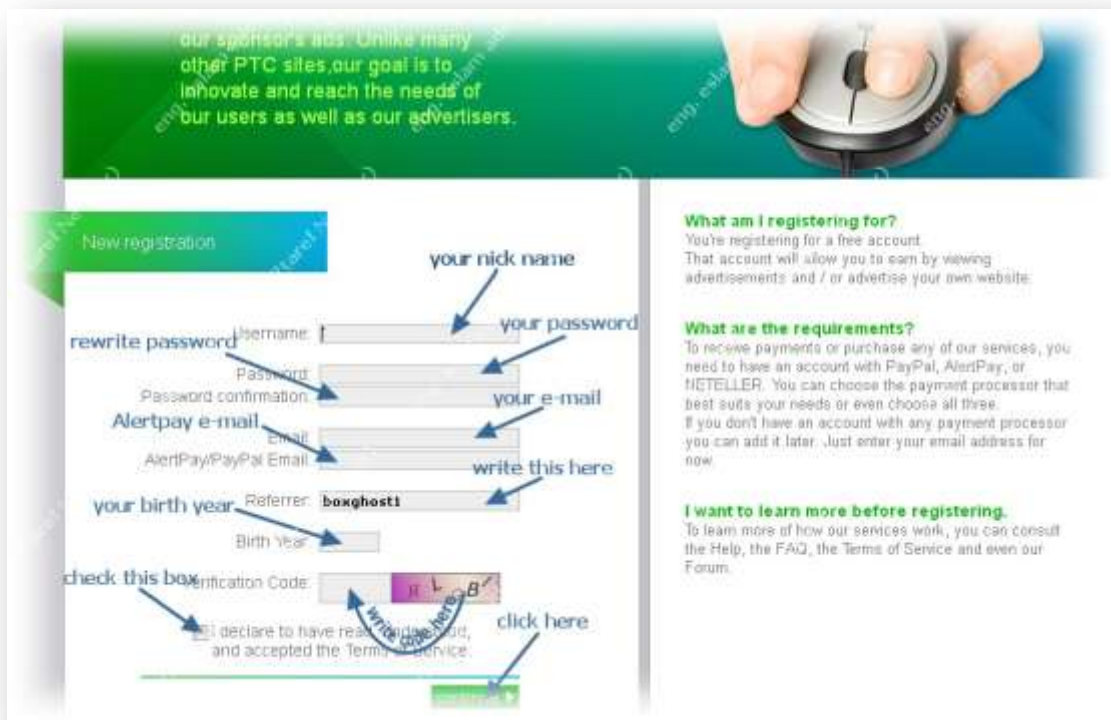 our sponsor's ads. Unlike many
other PTC sites,our goal is to
innovate and reach the needs of
our users as well as our advertisers.
New registration
your nick name
Username:
your password
rewrite password
Password:
Password confirmation:
your e-mail
Alertpay e-mail
Email:
AlertPay/PayPal Email:
write this here
Referrer: boxghost1
your birth year
Birth Year:
check this box
Verification Code:
write code here
click here
I declare to have read, understood,
and accepted the Terms of Service.
What am I registering for?
You're registering for a free account.
That account will allow you to earn by viewing
advertisements and / or advertise your own website.
What are the requirements?
To receive payments or purchase any of our services, you
need to have an account with PayPal, AlertPay, or
NETELLER. You can choose the payment processor that
best suits your needs or even choose all three.
If you don't have an account with any payment processor
you can add it later. Just enter your email address for
now.
I want to learn more before registering.
To learn more of how our services work, you can consult
the Help, the FAQ, the Terms of Service and even our
Forum.